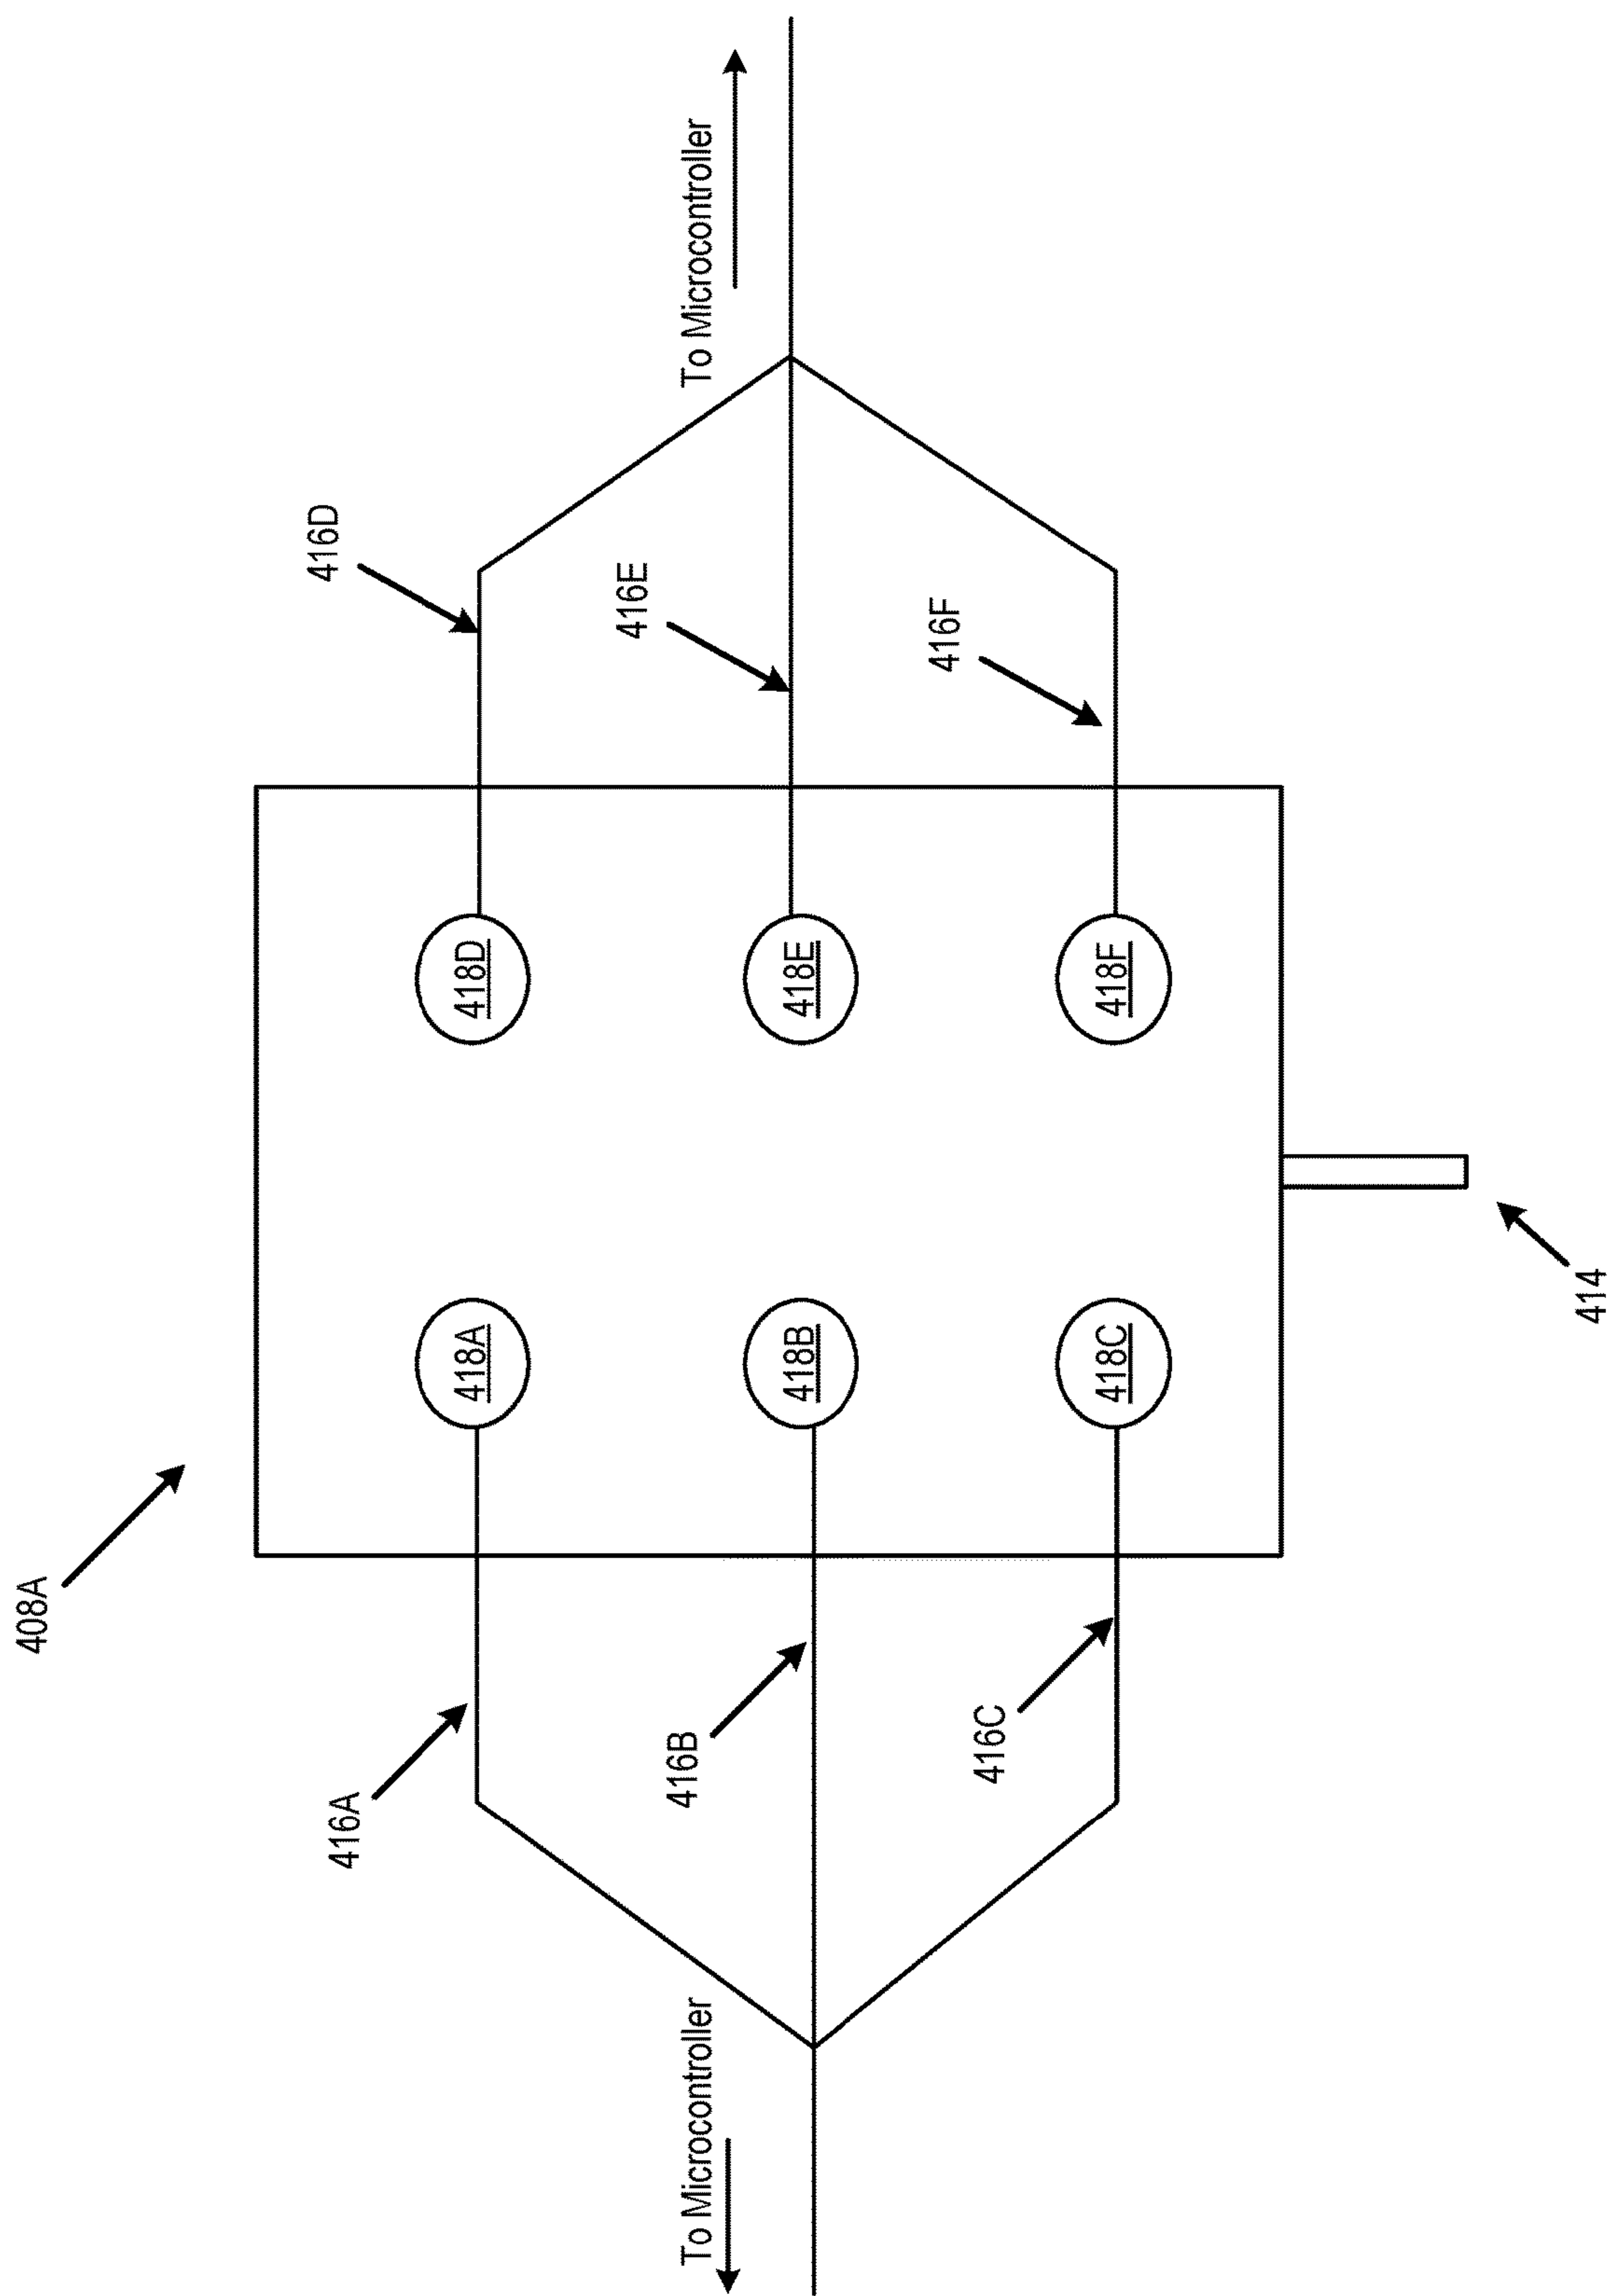 408A
416A
416D
418A
418D
416E
To Microcontroller
416B
To Microcontroller
418B
418E
416F
416C
418C
418F
414